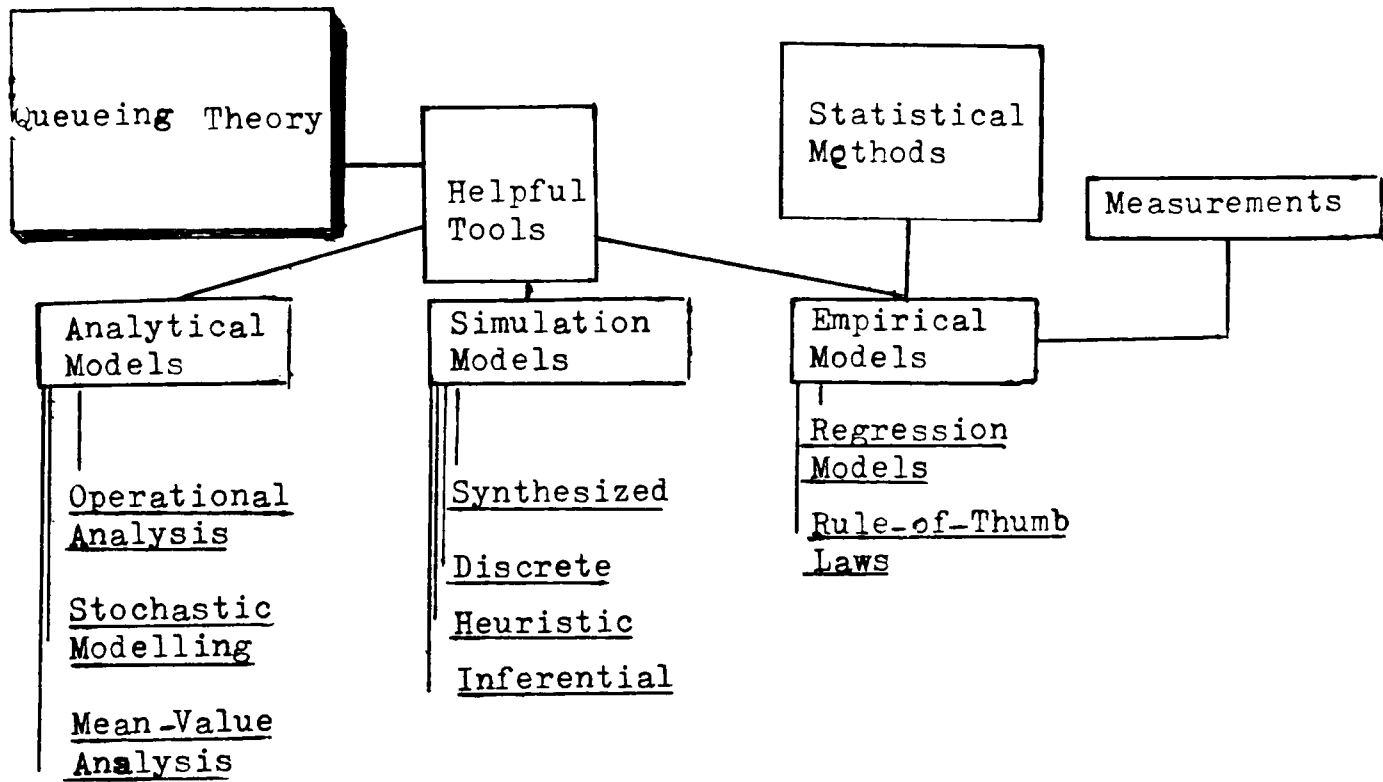 Queueing Theory
Helpful
Tools
Statistical
Methods
Measurements
Analytical
Models
Operational
Analysis
Stochastic
Modelling
Mean-Value
Analysis
Simulation
Models
Synthesized
Discrete
Heuristic
Inferential
Empirical
Models
Regression
Models
Rule-of-Thumb
Laws